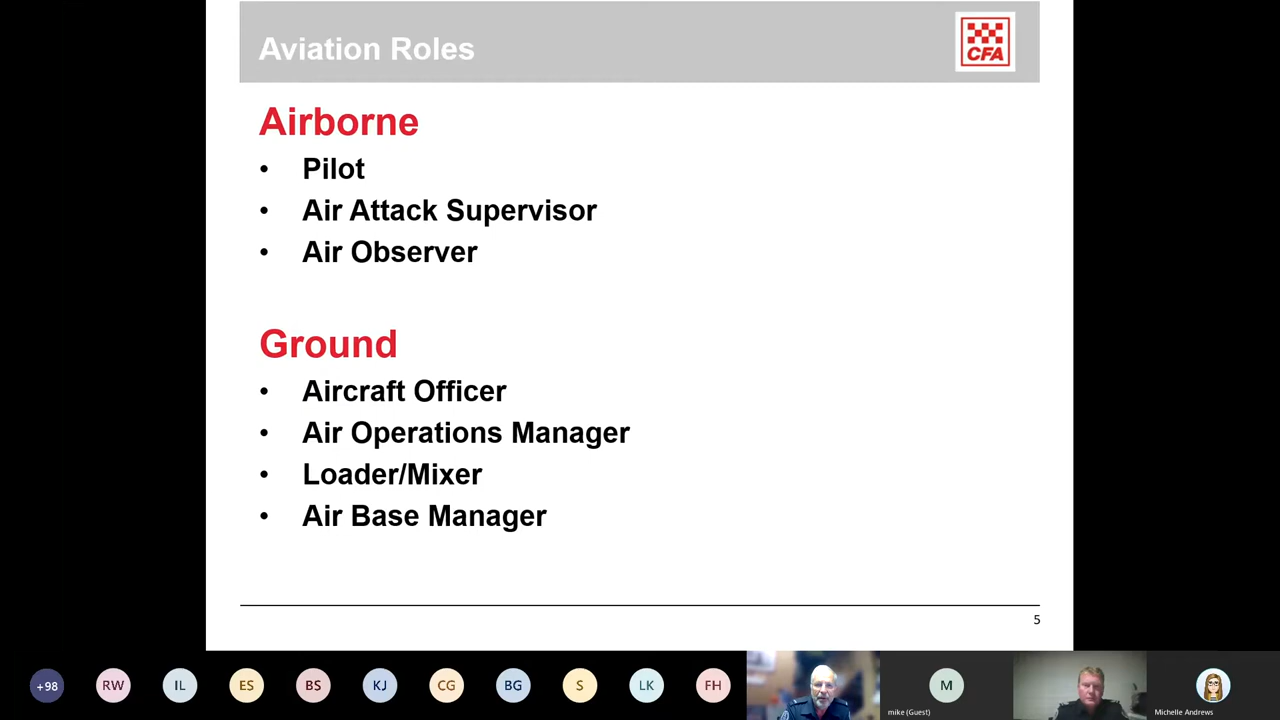 Aviation Roles
CFA
Airborne
• Pilot
• Air Attack Supervisor
• Air Observer
Ground
• Aircraft Officer
• Air Operations Manager
• Loader/Mixer
• Air Base Manager
5
+98 RW IL ES BS KJ CG BG S LK FH M
mike (Guest) Michelle Andrews